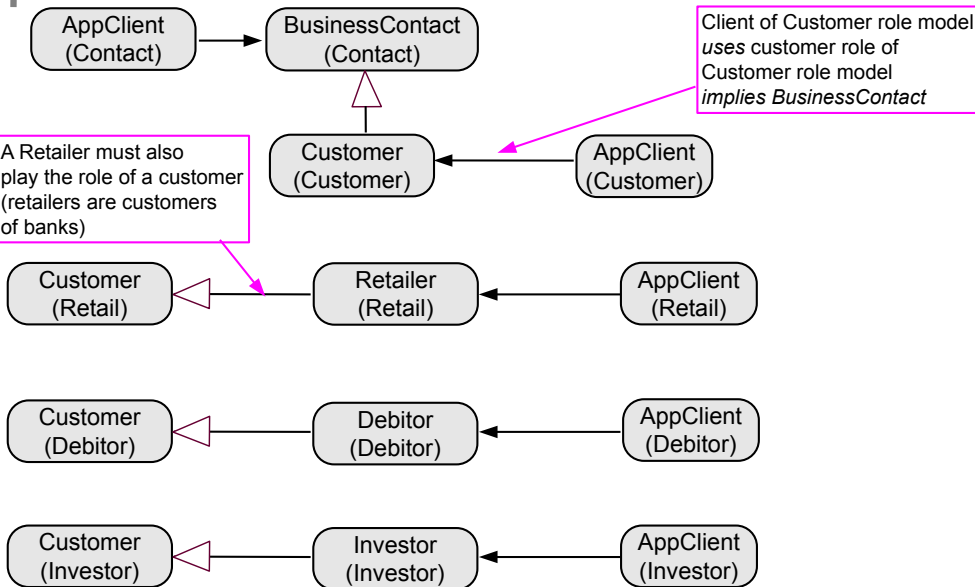 AppClient
(Contact)
BusinessContact
(Contact)
Client of Customer role model
uses customer role of
Customer role model
implies BusinessContact
A Retailer must also
play the role of a customer
(retailers are customers
of banks)
Customer
(Customer)
AppClient
(Customer)
Customer
(Retail)
Retailer
(Retail)
AppClient
(Retail)
Customer
(Debitor)
Debitor
(Debitor)
AppClient
(Debitor)
Customer
(Investor)
Investor
(Investor)
AppClient
(Investor)